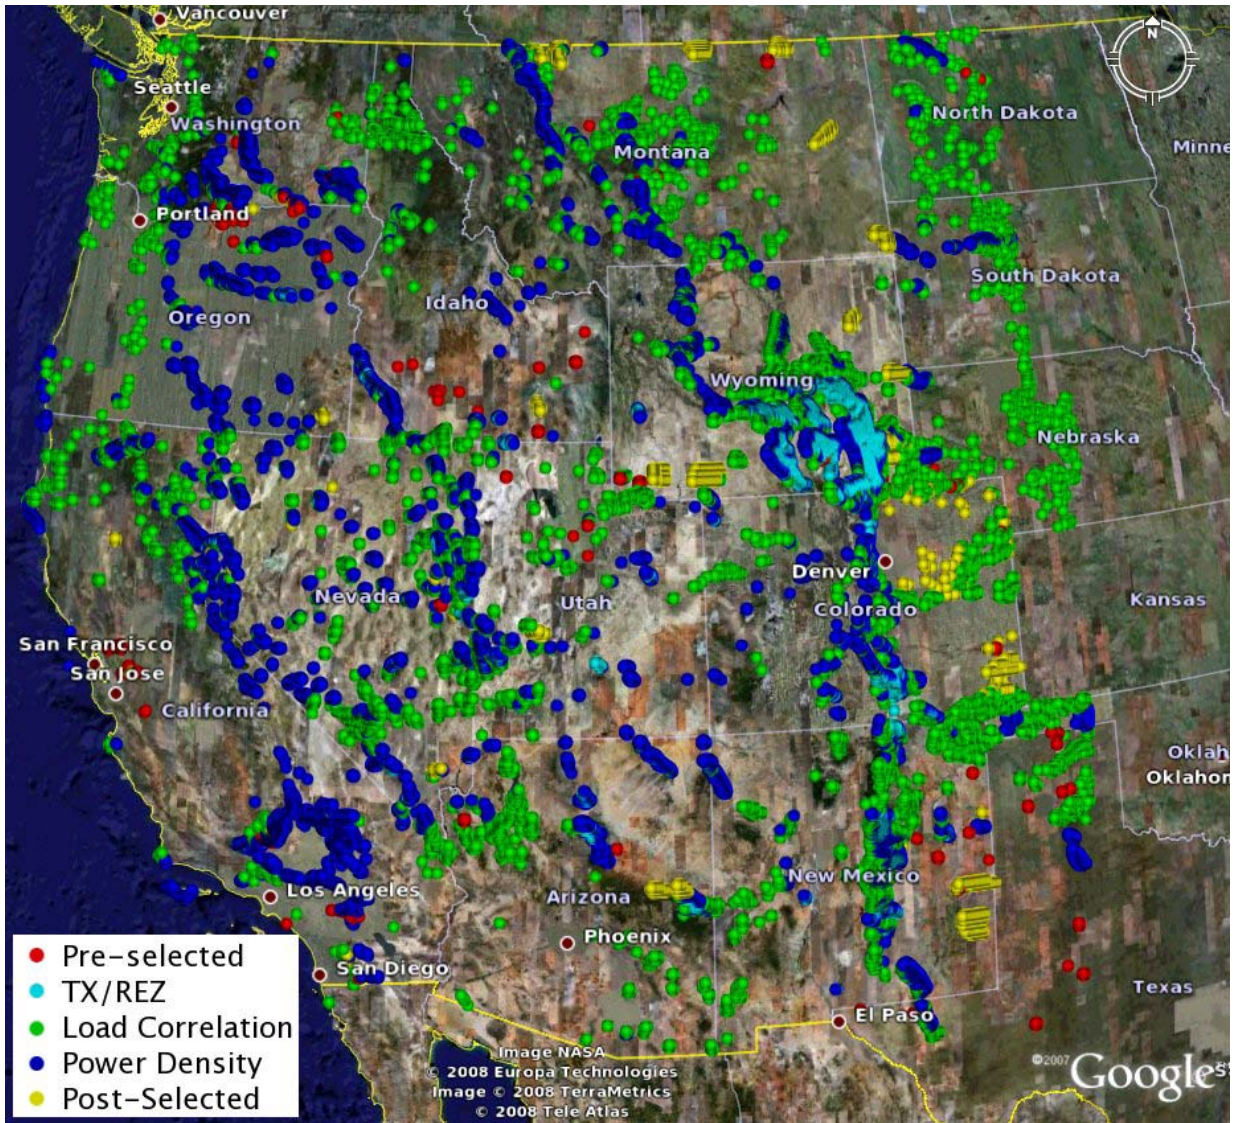 Vancouver
N
Seattle
Washington
North Dakota
Montana
Minne
Portland
South Dakota
Idaho
Oregon
Wyoming
Nebraska
Denver
Nevada
Utah
Colorado
Kansas
San Francisco
San Jose
California
Oklah
Oklahor
Los Angeles
Arizona
New Mexico
Phoenix
San Diego
Texas
El Paso
Pre-selected
TX/REZ
Load Correlation
Power Density
Post-Selected
Image NASA
© 2008 Europa Technologies
Image © 2008 TerraMetrics
© 2008 Tele Atlas
©2007 Google